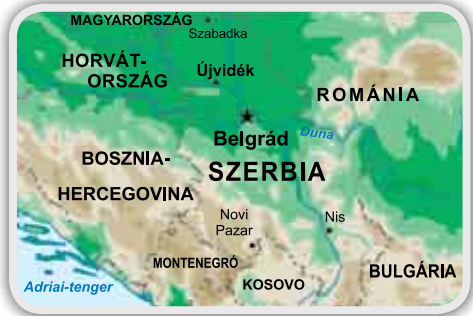 MAGYARORSZÁG
Szabadka
HORVÁT-
ORSZÁG
Újvidék
ROMÁNIA
Belgrád
Duna
BOSZNIA-
HERCEGOVINA
SZERBIA
Novi
Pazar
Nis
MONTENEGRÓ
KOSOVO
BULGÁRIA
Adriai-tenger